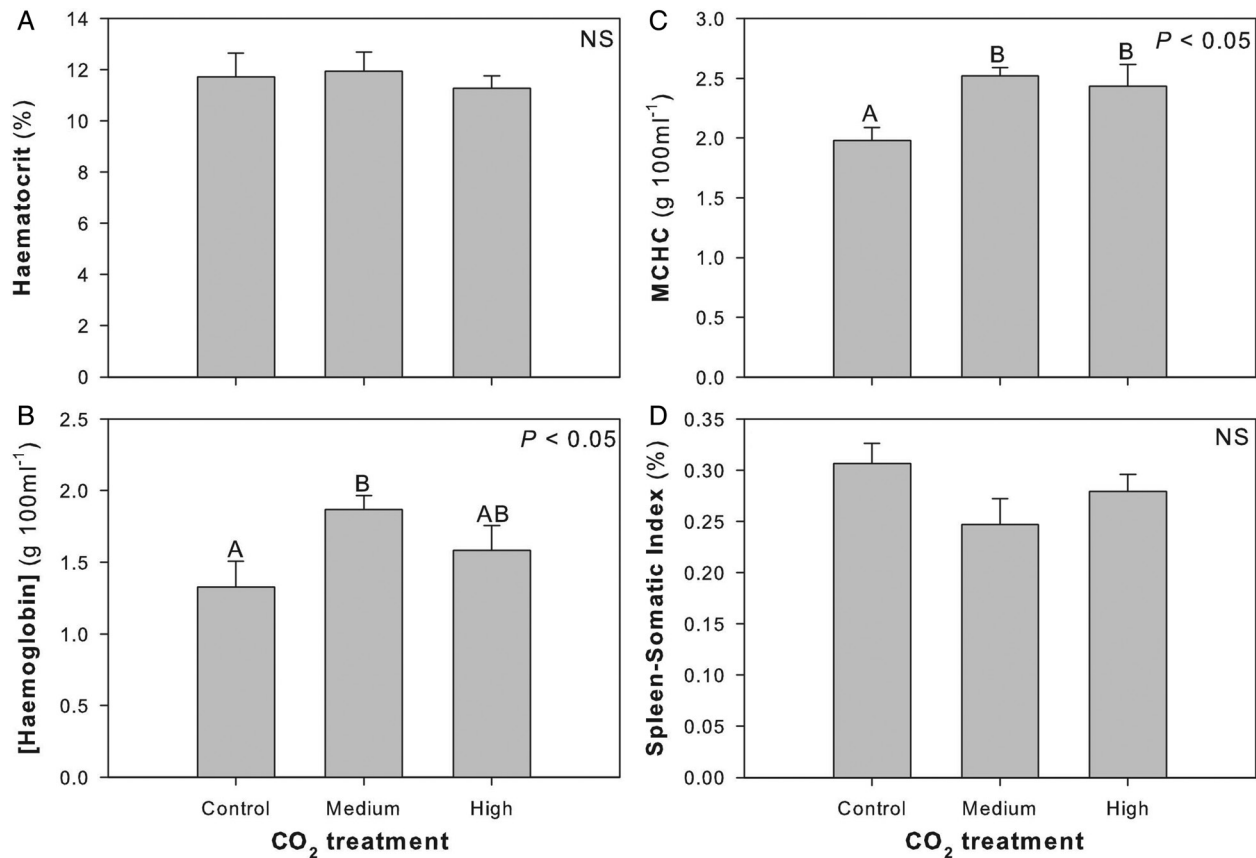 A
Haematocrit (%)
14
12
10
8
6
4
2
0
NS
B
[Haemoglobin] (g 100ml⁻¹)
2.5
2.0
1.5
1.0
0.5
0.0
P < 0.05
A
B
AB
Control Medium High
CO₂ treatment
C
MCHC (g 100ml⁻¹)
3.0
2.5
2.0
1.5
1.0
0.5
0.0
P < 0.05
A
B
B
D
Spleen-Somatic Index (%)
0.35
0.30
0.25
0.20
0.15
0.10
0.05
0.00
NS
Control Medium High
CO₂ treatment